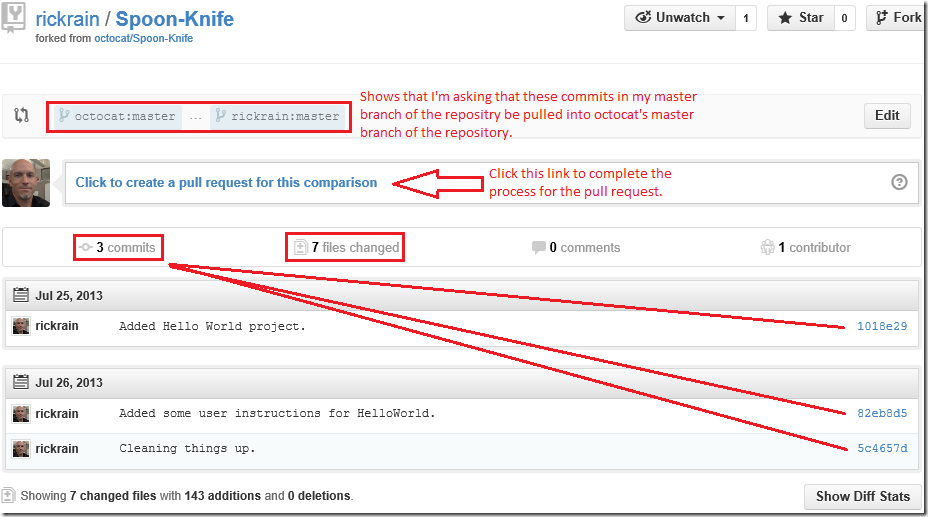 rickrain / Spoon-Knife
forked from octocat/Spoon-Knife
Unwatch 1 Star 0 Fork
octocat:master ... rickrain:master
Edit
Shows that I'm asking that these commits in my master
branch of the repositry be pulled into octocat's master
branch of the repository.
Click to create a pull request for this comparison
Click this link to complete the
process for the pull request.
3 commits 7 files changed 0 comments 1 contributor
Jul 25, 2013
rickrain Added Hello World project. 1018e29
Jul 26, 2013
rickrain Added some user instructions for HelloWorld. 82eb8d5
rickrain Cleaning things up. 5c4657d
Showing 7 changed files with 143 additions and 0 deletions.
Show Diff Stats